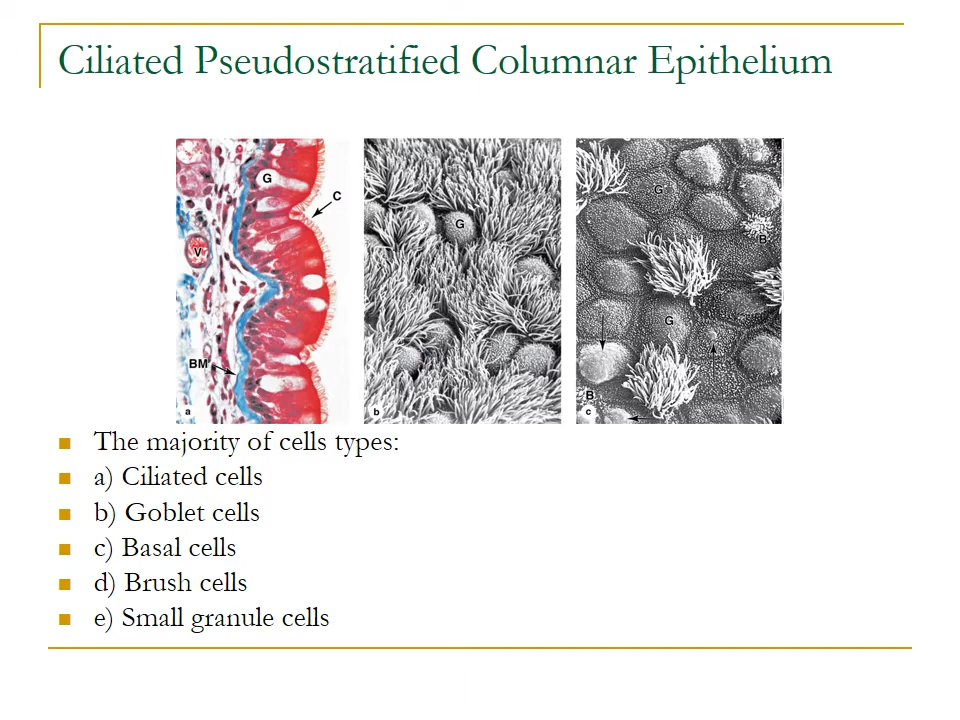 Ciliated Pseudostratified Columnar Epithelium
G
C
V
BM
a
G
b
G
B
G
B
c
The majority of cells types:
a) Ciliated cells
b) Goblet cells
c) Basal cells
d) Brush cells
e) Small granule cells